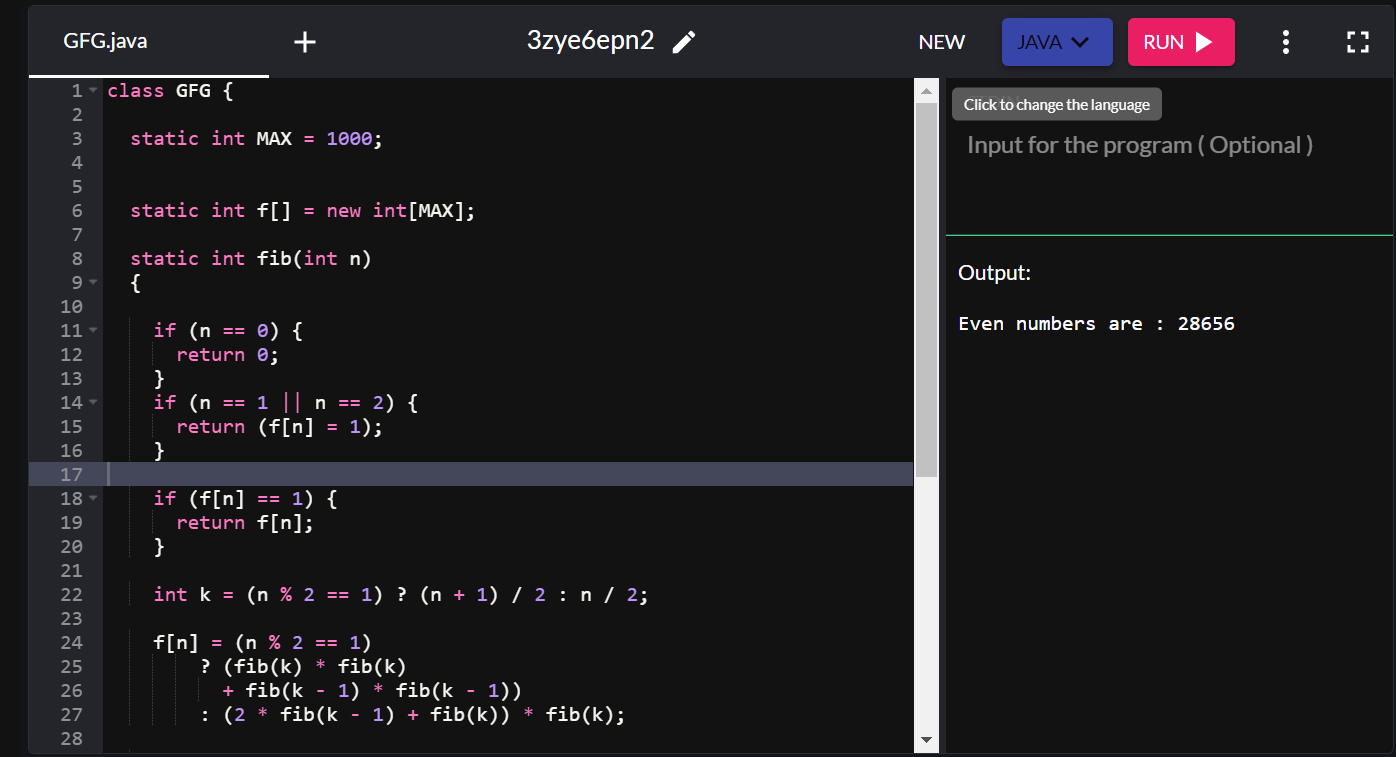 GFG.java + 3zye6epn2 NEW JAVA RUN
1 class GFG {
2
3 static int MAX = 1000;
4
5
6 static int f[] = new int[MAX];
7
8 static int fib(int n)
9 {
10
11 if (n == 0) {
12 return 0;
13 }
14 if (n == 1 || n == 2) {
15 return (f[n] = 1);
16 }
17
18 if (f[n] == 1) {
19 return f[n];
20 }
21
22 int k = (n % 2 == 1) ? (n + 1) / 2 : n / 2;
23
24 f[n] = (n % 2 == 1)
25 ? (fib(k) * fib(k)
26 + fib(k - 1) * fib(k - 1))
27 : (2 * fib(k - 1) + fib(k)) * fib(k);
28
Click to change the language
Input for the program ( Optional )
Output:
Even numbers are : 28656